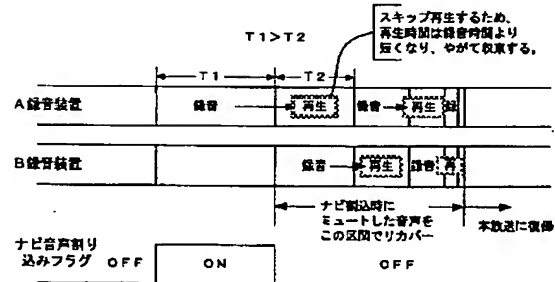 スキップ再生するため、
再生時間は録音時間より
短くなり、やがて収束する。
T1＞T2
T1
T2
A録音装置
録音
再生
録音
再生
録
B録音装置
録音
再生
録音
再
ナビ割込時に
ミュートした音声を
この区間でリカバー
本放送に復帰
ナビ音声割り
込みフラグ
OFF
ON
OFF